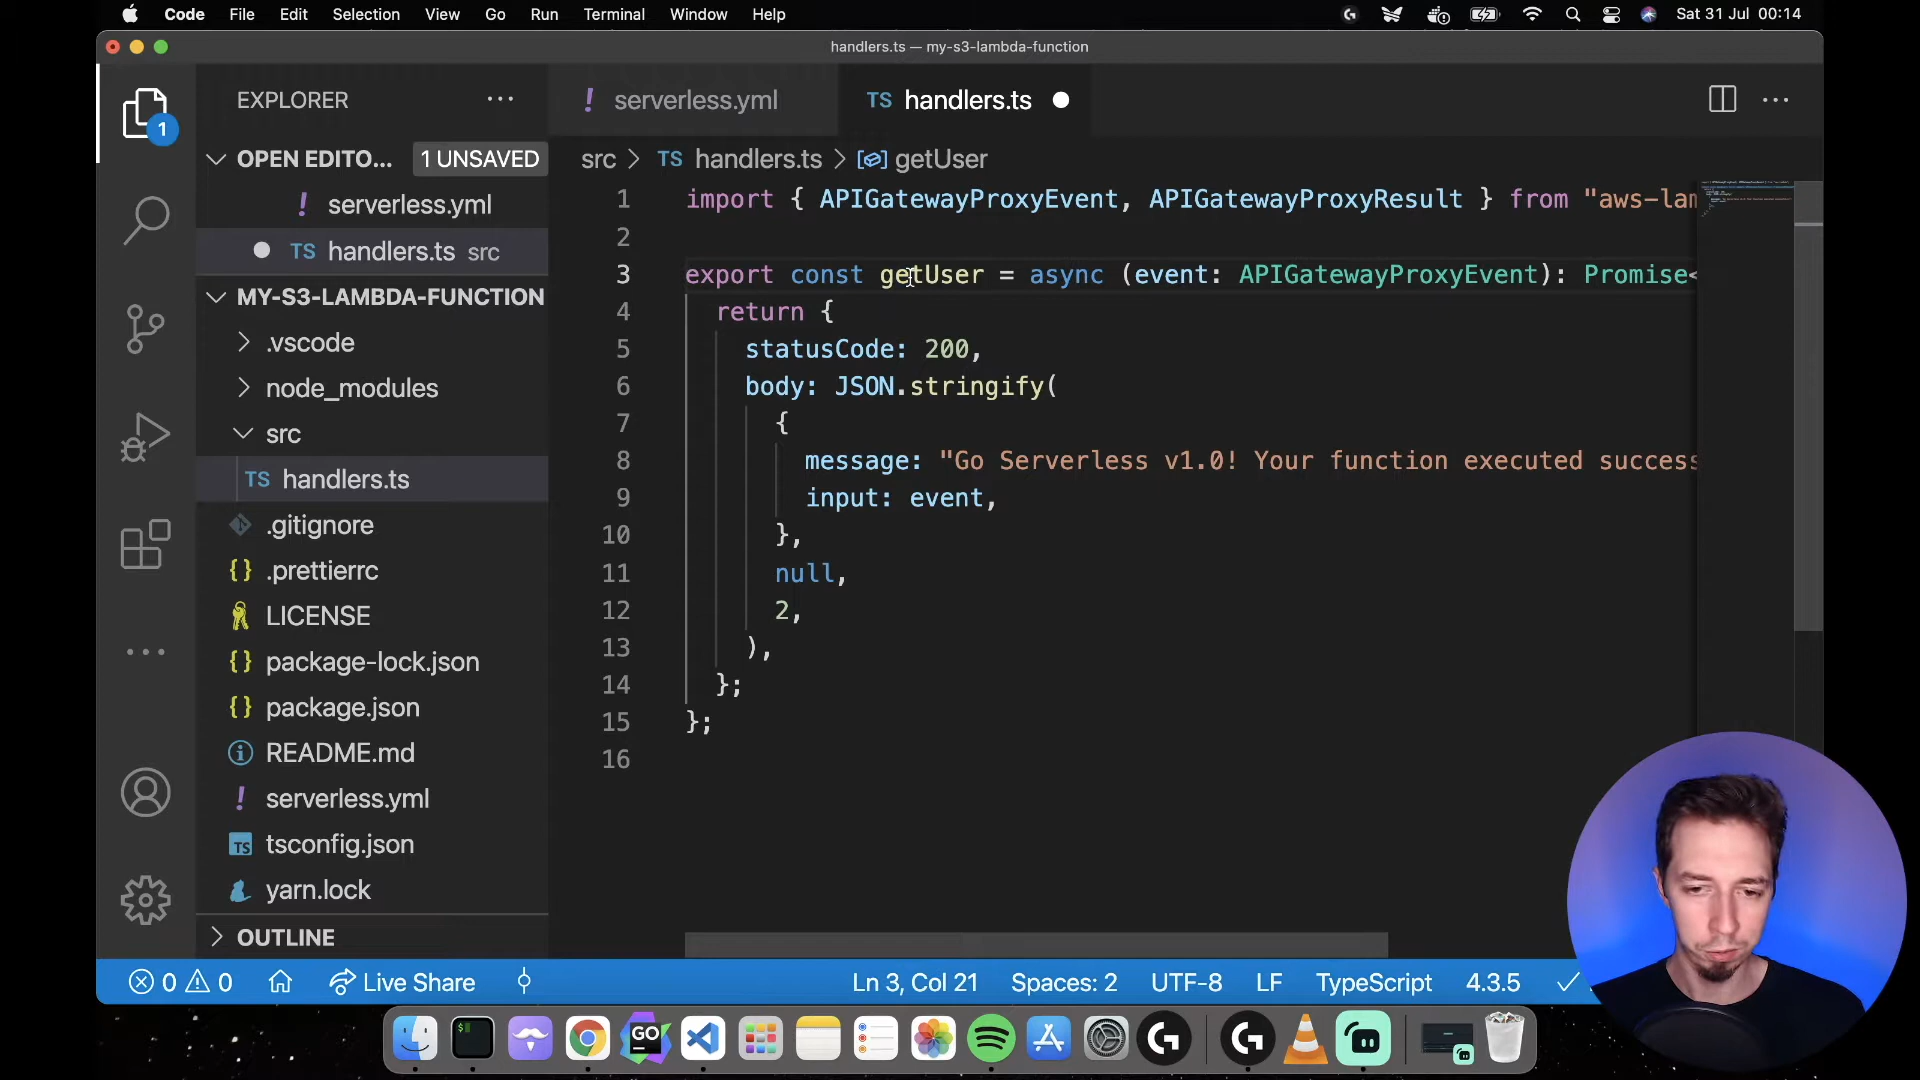 Code File Edit Selection View Go Run Terminal Window Help Sat 31 Jul 00:14
handlers.ts — my-s3-lambda-function
EXPLORER
! serverless.yml
TS handlers.ts
1
OPEN EDITO... 1 UNSAVED
! serverless.yml
TS handlers.ts src
MY-S3-LAMBDA-FUNCTION
.vscode
node_modules
src
TS handlers.ts
.gitignore
{} .prettierrc
LICENSE
{} package-lock.json
{} package.json
README.md
! serverless.yml
TS tsconfig.json
yarn.lock
OUTLINE
src > TS handlers.ts > getUser
1 import { APIGatewayProxyEvent, APIGatewayProxyResult } from "aws-lam
2
3 export const getUser = async (event: APIGatewayProxyEvent): Promise<
4 return {
5 statusCode: 200,
6 body: JSON.stringify(
7 {
8 message: "Go Serverless v1.0! Your function executed success
9 input: event,
10 },
11 null,
12 2,
13 ),
14 };
15 };
16
0 0 Live Share Ln 3, Col 21 Spaces: 2 UTF-8 LF TypeScript 4.3.5
$ GO